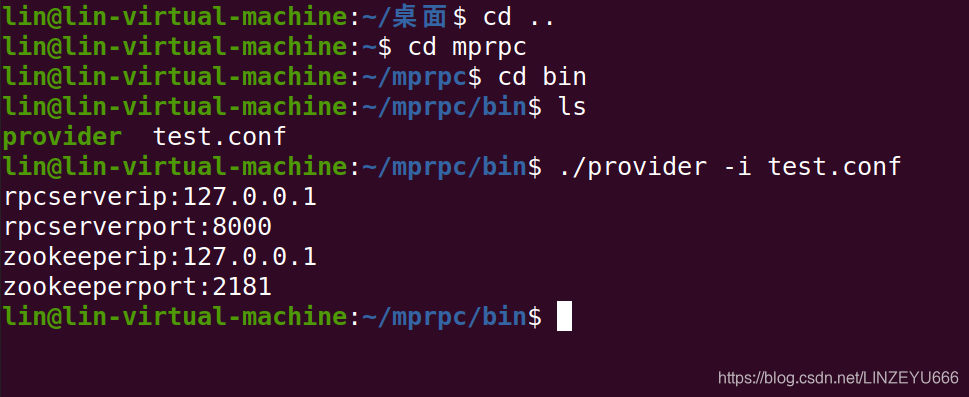 lin@lin-virtual-machine:~/桌面$ cd ..
lin@lin-virtual-machine:~$ cd mprpc
lin@lin-virtual-machine:~/mprpc$ cd bin
lin@lin-virtual-machine:~/mprpc/bin$ ls
provider  test.conf
lin@lin-virtual-machine:~/mprpc/bin$ ./provider -i test.conf
rpcserverip:127.0.0.1
rpcserverport:8000
zookeeperip:127.0.0.1
zookeeperport:2181
lin@lin-virtual-machine:~/mprpc/bin$
https://blog.csdn.net/LINZEYU666